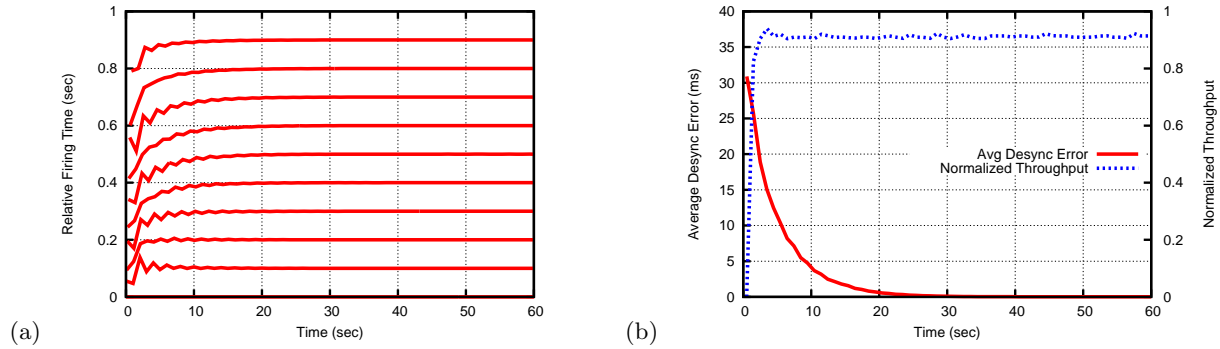 (a)
Relative Firing Time (sec)
1
0.8
0.6
0.4
0.2
0
0 10 20 30 40 50 60
Time (sec)
(b)
Average Desync Error (ms)
40
35
30
25
20
15
10
5
0
Avg Desync Error
Normalized Throughput
1
0.8
0.6
0.4
0.2
0
Normalized Throughput
0 10 20 30 40 50 60
Time (sec)